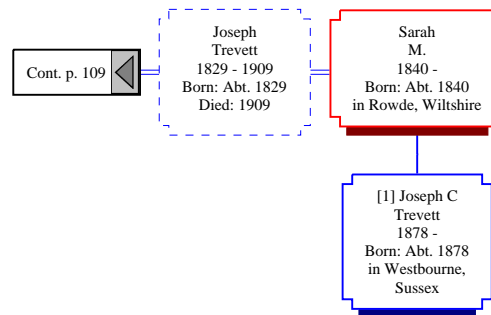 Cont. p. 109
Joseph
Trevett
1829 - 1909
Born: Abt. 1829
Died: 1909
Sarah
M.
1840 -
Born: Abt. 1840
in Rowde, Wiltshire
[1] Joseph C
Trevett
1878 -
Born: Abt. 1878
in Westbourne,
Sussex